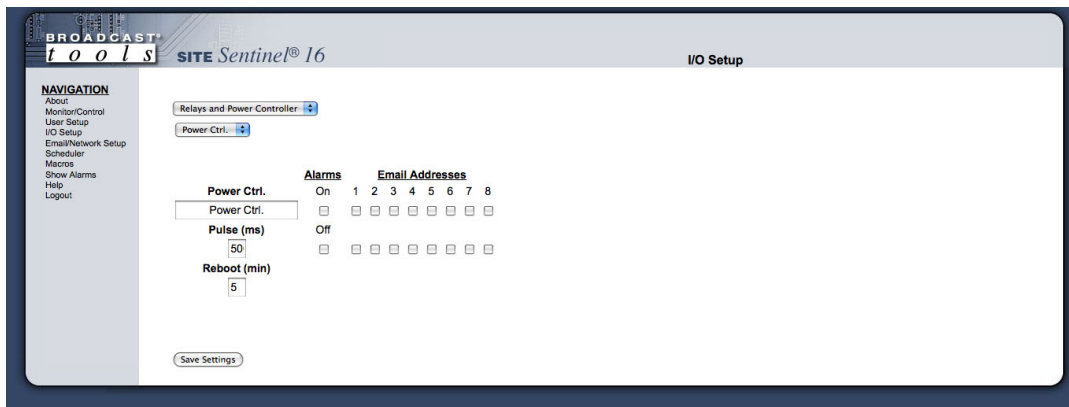 BROADCAST®
tools
SITE Sentinel® 16
I/O Setup
NAVIGATION
About
Monitor/Control
User Setup
I/O Setup
Email/Network Setup
Scheduler
Macros
Show Alarms
Help
Logout
Relays and Power Controller
Power Ctrl.
Alarms Email Addresses
Power Ctrl. On 1 2 3 4 5 6 7 8
Power Ctrl.
Pulse (ms) Off
50
Reboot (min)
5
Save Settings